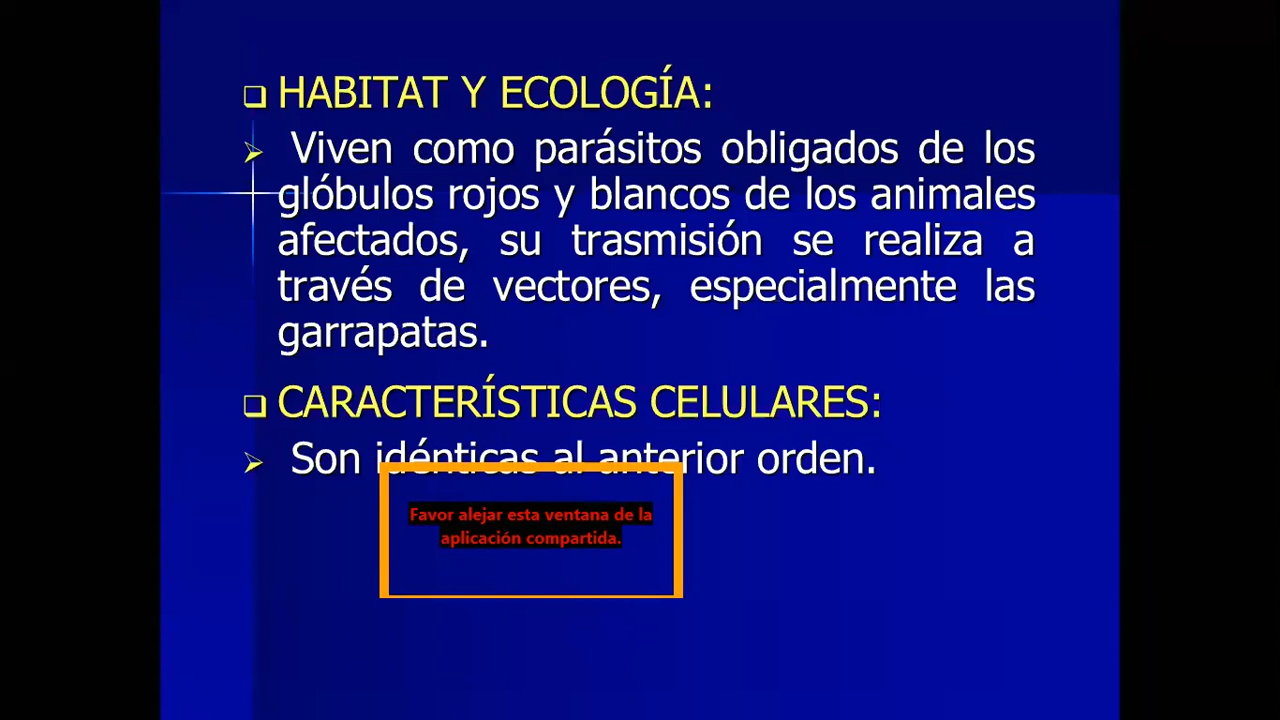 HABITAT Y ECOLOGÍA:
Viven como parásitos obligados de los
glóbulos rojos y blancos de los animales
afectados, su trasmisión se realiza a
través de vectores, especialmente las
garrapatas.
CARACTERÍSTICAS CELULARES:
Son idénticas al anterior orden.
Favor alejar esta ventana de la
aplicación compartida.